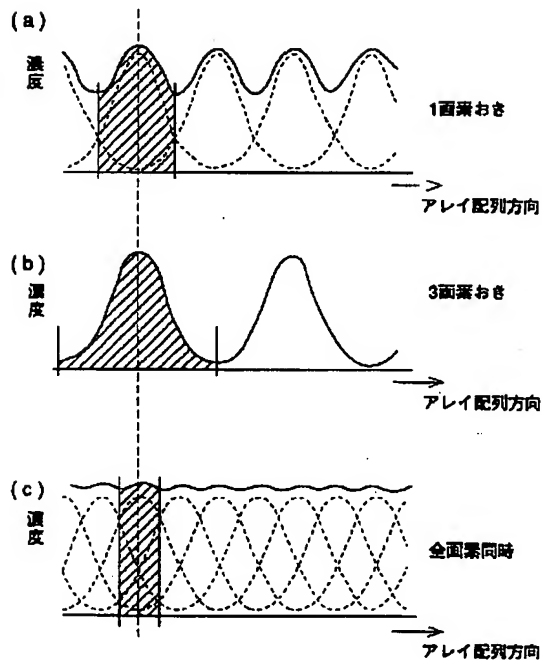 (a)
濃度
1画素おき
アレイ配列方向
(b)
濃度
3画素おき
アレイ配列方向
(c)
濃度
全画素同時
アレイ配列方向